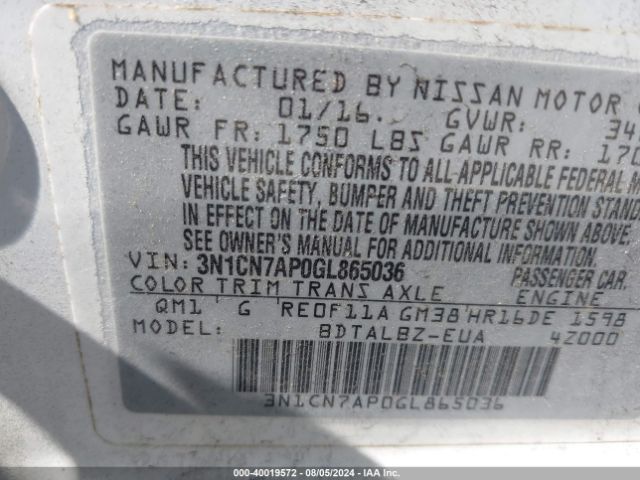 MANUFACTURED BY NISSAN MOTOR
DATE: 01/16 GVWR: 34
GAWR FR: 1750 LBS GAWR RR: 170
THIS VEHICLE CONFORMS TO ALL APPLICABLE FEDERAL M
VEHICLE SAFETY, BUMPER AND THEFT PREVENTION STAND
IN EFFECT ON THE DATE OF MANUFACTURE SHOWN ABOVE.
SEE OWNER'S MANUAL FOR ADDITIONAL INFORMATION.
VIN: 3N1CN7AP0GL865036 PASSENGER CAR.
COLOR TRIM TRANS AXLE ENGINE
QM1 G RE0F11A GM38 HR16DE 1598
MODEL: BDTALBZ-EUA 4Z000
3N1CN7AP0GL865036
000-40019572 - 08/05/2024 - IAA Inc.